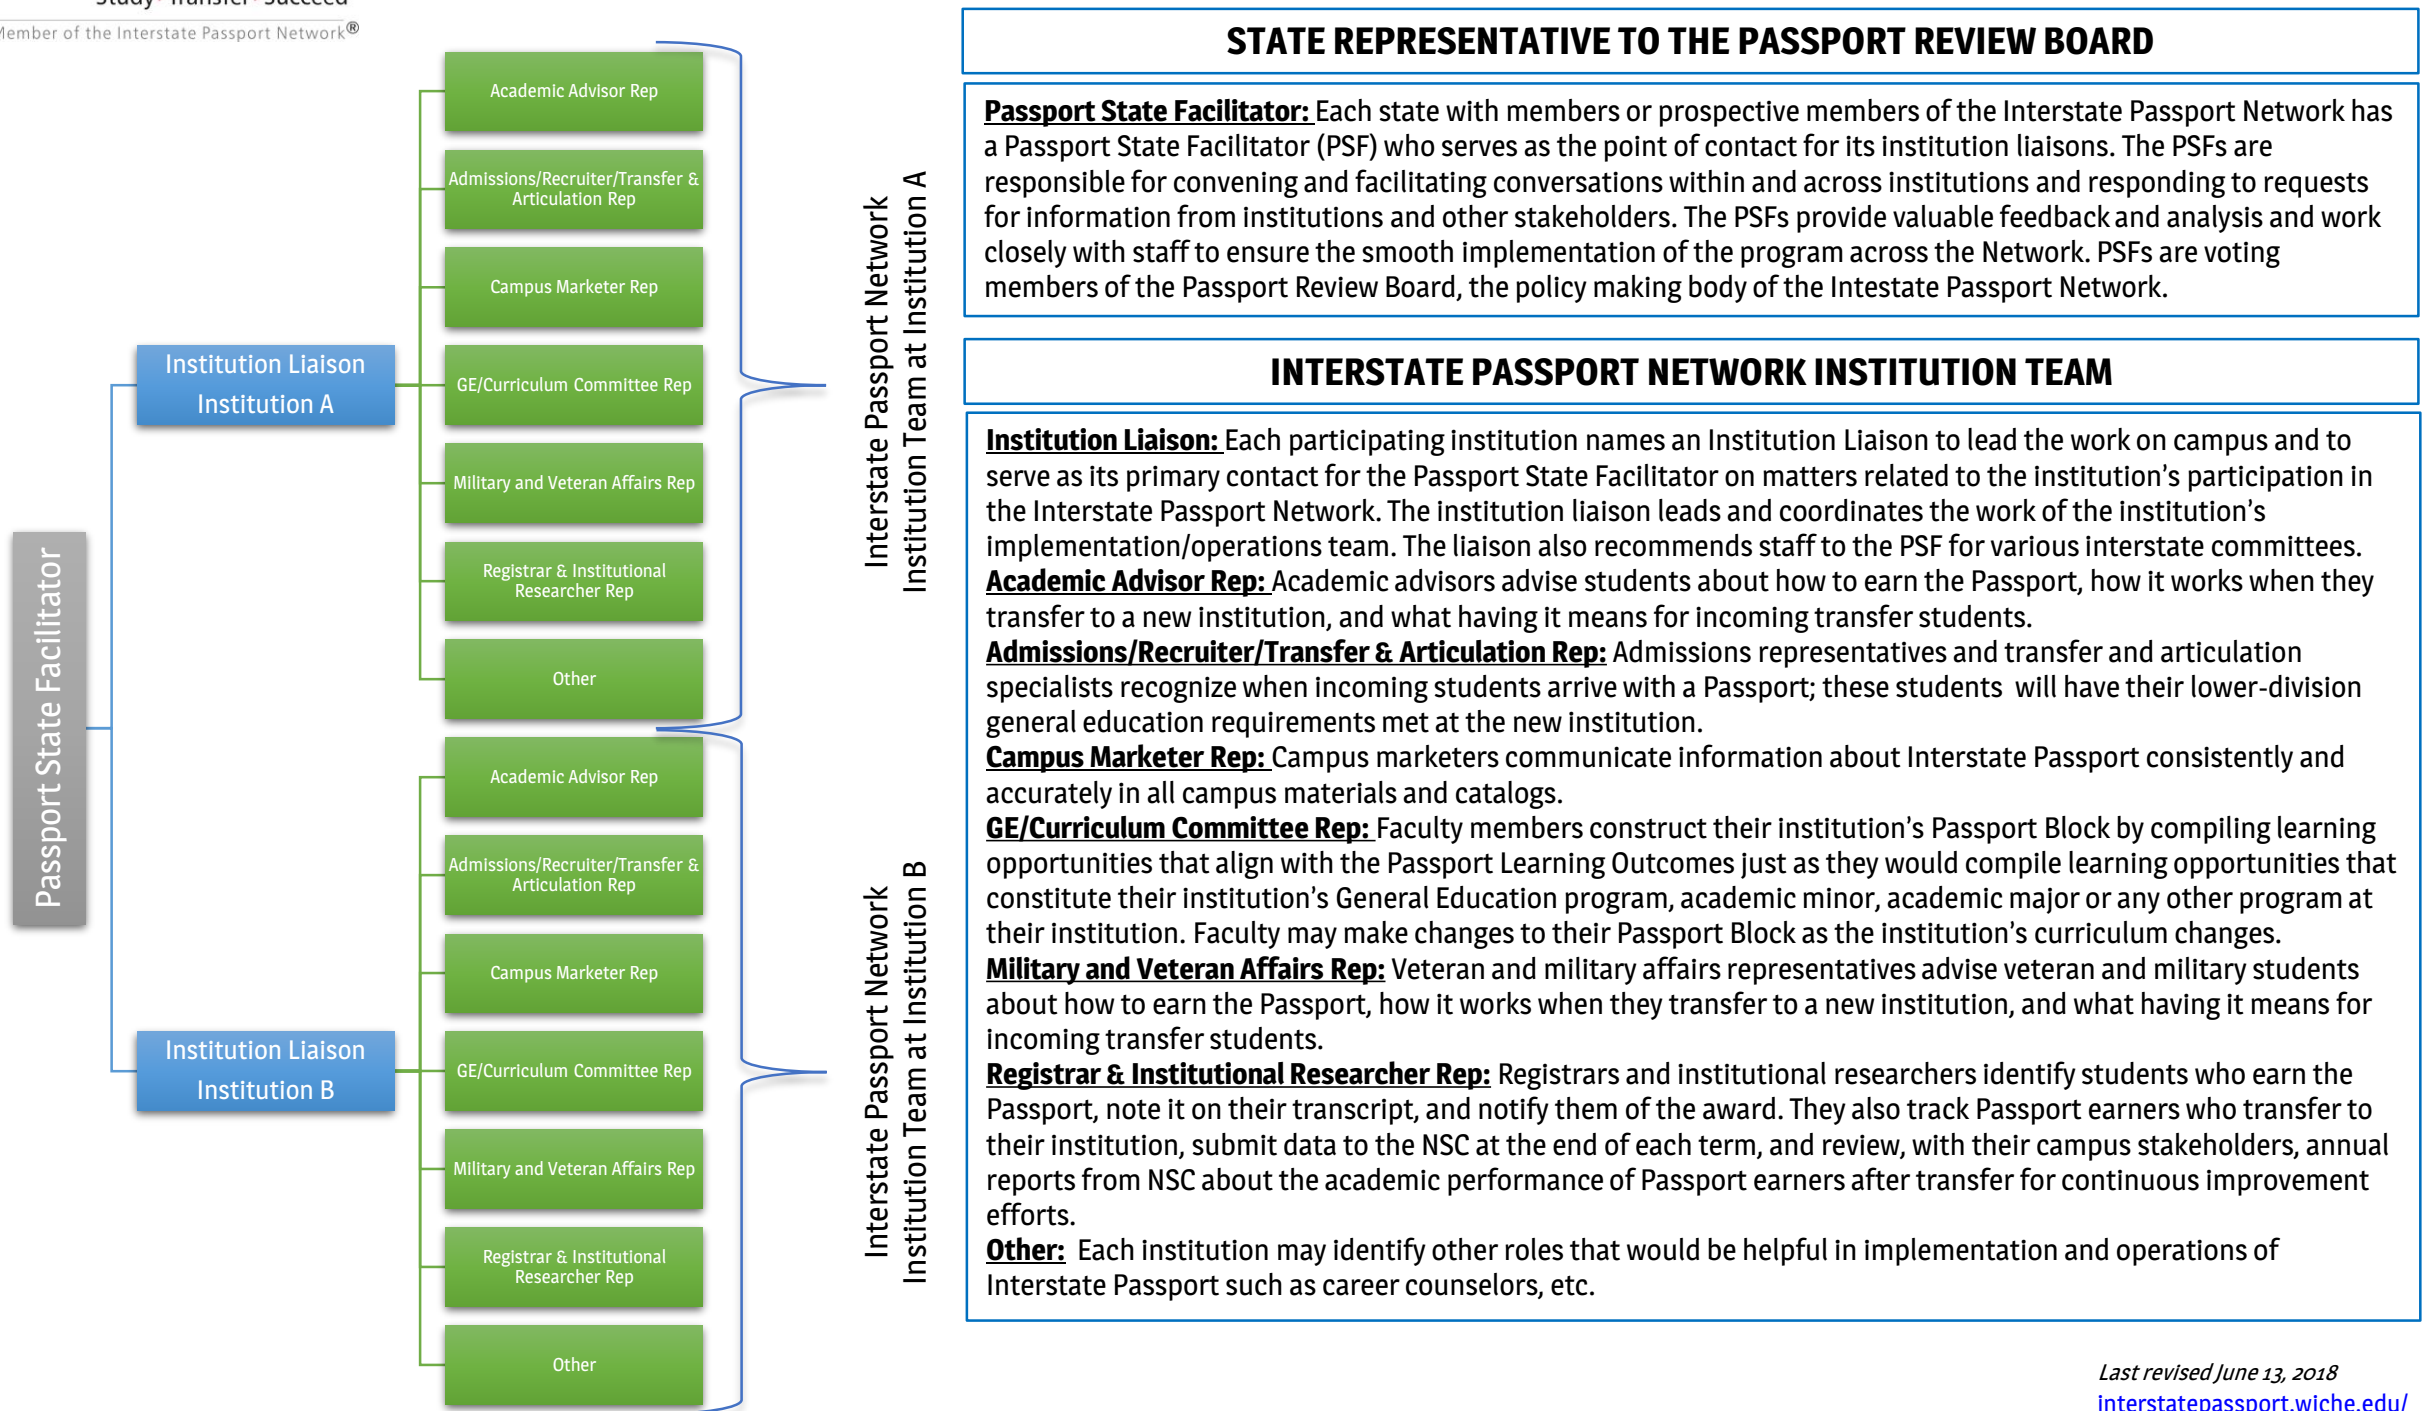 Study Transfer Succeed
Member of the Interstate Passport Network®
Passport State Facilitator
Institution Liaison
Institution A
Academic Advisor Rep
Admissions/Recruiter/Transfer &
Articulation Rep
Campus Marketer Rep
GE/Curriculum Committee Rep
Military and Veteran Affairs Rep
Registrar & Institutional
Researcher Rep
Other
Interstate Passport Network
Institution Team at Institution A
Institution Liaison
Institution B
Academic Advisor Rep
Admissions/Recruiter/Transfer &
Articulation Rep
Campus Marketer Rep
GE/Curriculum Committee Rep
Military and Veteran Affairs Rep
Registrar & Institutional
Researcher Rep
Other
Interstate Passport Network
Institution Team at Institution B
STATE REPRESENTATIVE TO THE PASSPORT REVIEW BOARD
Passport State Facilitator: Each state with members or prospective members of the Interstate Passport Network has
a Passport State Facilitator (PSF) who serves as the point of contact for its institution liaisons. The PSFs are
responsible for convening and facilitating conversations within and across institutions and responding to requests
for information from institutions and other stakeholders. The PSFs provide valuable feedback and analysis and work
closely with staff to ensure the smooth implementation of the program across the Network. PSFs are voting
members of the Passport Review Board, the policy making body of the Intestate Passport Network.
INTERSTATE PASSPORT NETWORK INSTITUTION TEAM
Institution Liaison: Each participating institution names an Institution Liaison to lead the work on campus and to
serve as its primary contact for the Passport State Facilitator on matters related to the institution's participation in
the Interstate Passport Network. The institution liaison leads and coordinates the work of the institution's
implementation/operations team. The liaison also recommends staff to the PSF for various interstate committees.
Academic Advisor Rep: Academic advisors advise students about how to earn the Passport, how it works when they
transfer to a new institution, and what having it means for incoming transfer students.
Admissions/Recruiter/Transfer & Articulation Rep: Admissions representatives and transfer and articulation
specialists recognize when incoming students arrive with a Passport; these students will have their lower-division
general education requirements met at the new institution.
Campus Marketer Rep: Campus marketers communicate information about Interstate Passport consistently and
accurately in all campus materials and catalogs.
GE/Curriculum Committee Rep: Faculty members construct their institution's Passport Block by compiling learning
opportunities that align with the Passport Learning Outcomes just as they would compile learning opportunities that
constitute their institution's General Education program, academic minor, academic major or any other program at
their institution. Faculty may make changes to their Passport Block as the institution's curriculum changes.
Military and Veteran Affairs Rep: Veteran and military affairs representatives advise veteran and military students
about how to earn the Passport, how it works when they transfer to a new institution, and what having it means for
incoming transfer students.
Registrar & Institutional Researcher Rep: Registrars and institutional researchers identify students who earn the
Passport, note it on their transcript, and notify them of the award. They also track Passport earners who transfer to
their institution, submit data to the NSC at the end of each term, and review, with their campus stakeholders, annual
reports from NSC about the academic performance of Passport earners after transfer for continuous improvement
efforts.
Other: Each institution may identify other roles that would be helpful in implementation and operations of
Interstate Passport such as career counselors, etc.
Last revised June 13, 2018
interstatepassport.wiche.edu/